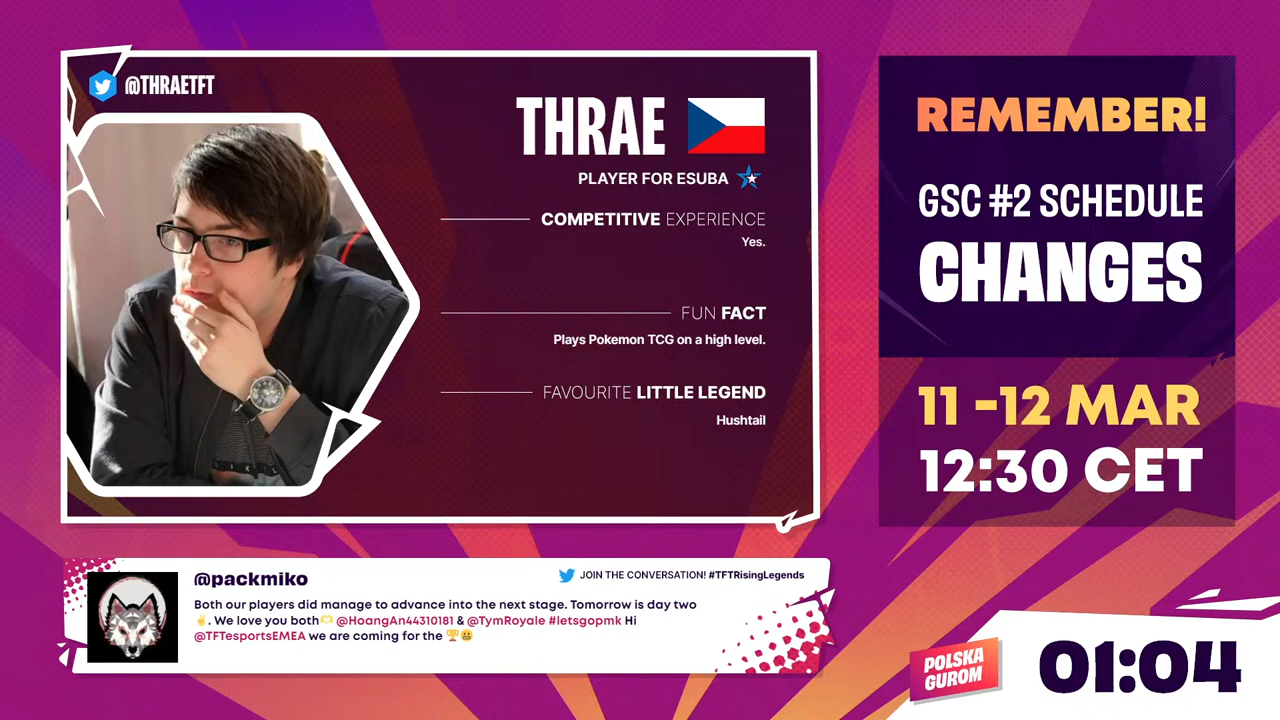 @THRAETFT
THRAE
PLAYER FOR ESUBA
COMPETITIVE EXPERIENCE
Yes.
FUN FACT
Plays Pokemon TCG on a high level.
FAVOURITE LITTLE LEGEND
Hushtail
REMEMBER!
GSC #2 SCHEDULE
CHANGES
11 -12 MAR
12:30 CET
@packmiko
JOIN THE CONVERSATION! #TFTRisingLegends
Both our players did manage to advance into the next stage. Tomorrow is day two
✌️. We love you both🫶 @HoangAn44310181 & @TymRoyale #letsgopmk Hi
@TFTesportsEMEA we are coming for the 🏆😀
POLSKA
GUROM
01:04